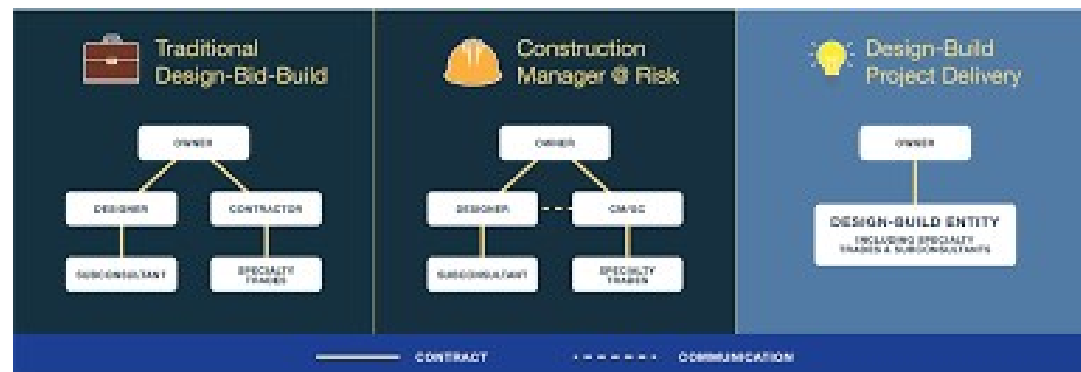 Traditional
Design-Bid-Build
OWNER
DESIGNER
CONTRACTOR
SUBCONSULTANT
SPECIALTY
TRADES
Construction
Manager @ Risk
OWNER
DESIGNER
CM/GC
SUBCONSULTANT
SPECIALTY
TRADES
Design-Build
Project Delivery
OWNER
DESIGN-BUILD ENTITY
INCLUDING SPECIALTY
TRADES & SUBCONSULTANTS
CONTRACT
COMMUNICATION